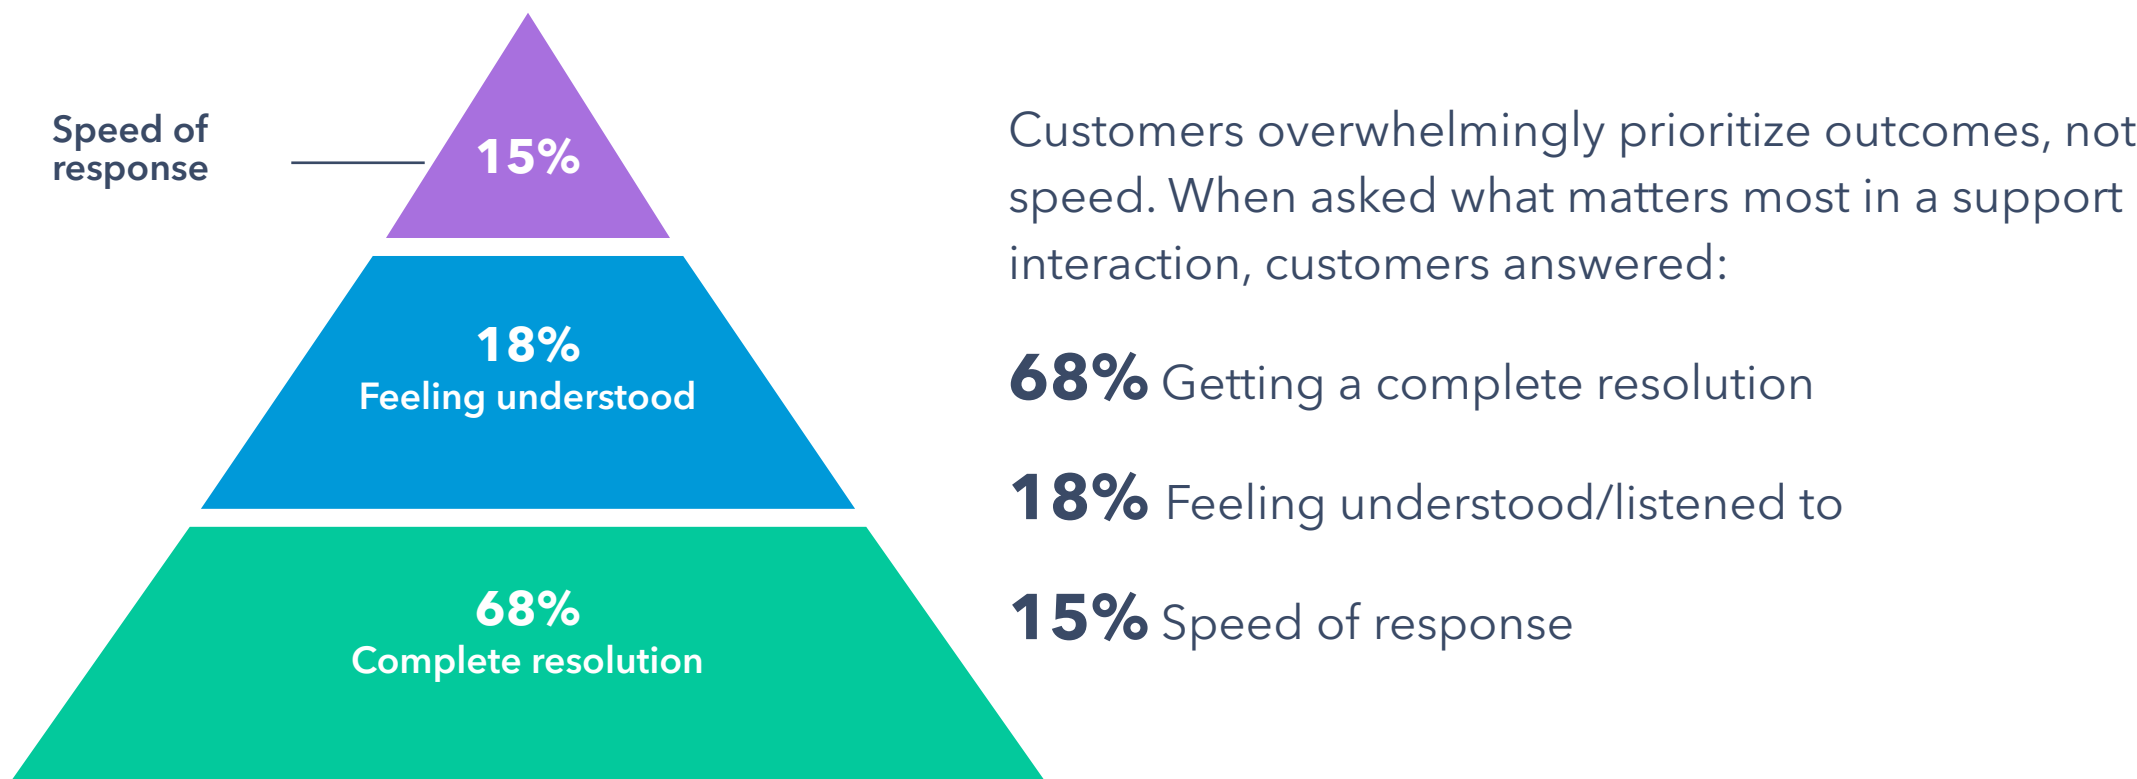 Speed of
response
15%
18%
Feeling understood
68%
Complete resolution
Customers overwhelmingly prioritize outcomes, not
speed. When asked what matters most in a support
interaction, customers answered:
68% Getting a complete resolution
18% Feeling understood/listened to
15% Speed of response